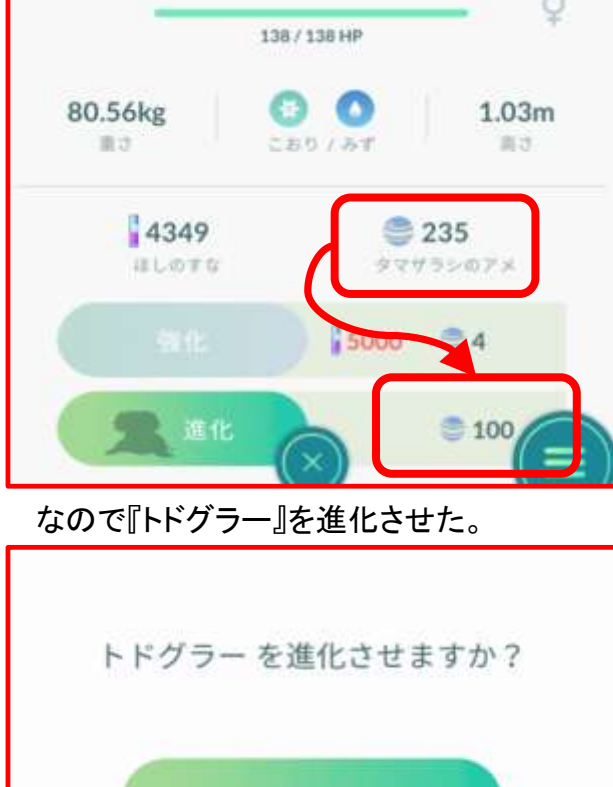 138 / 138 HP
80.56kg
1.03m
重さ
こおり / みず
高さ
4349
235
ほしのすな
タマザラシのアメ
強化
5000
4
進化
100
なので『トドグラー』を進化させた。
トドグラー を進化させますか？